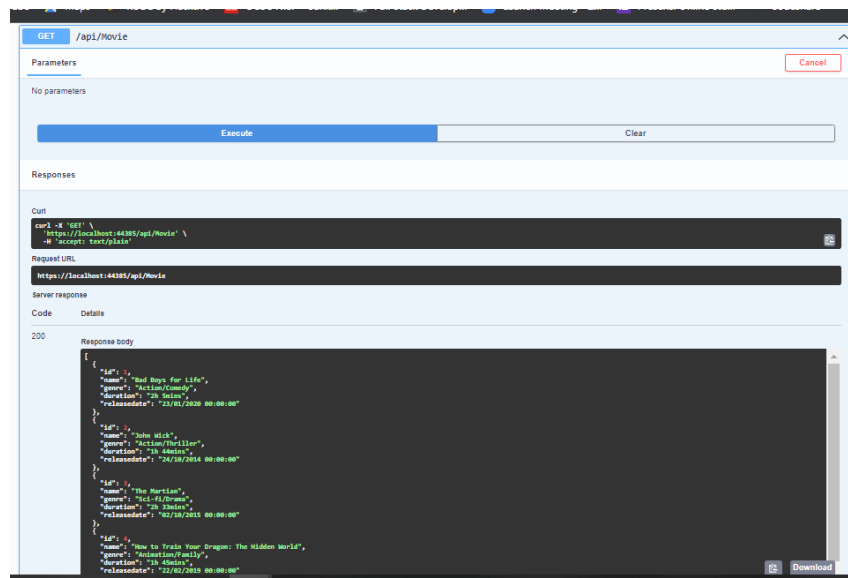 GET /api/Movie
Parameters
Cancel
No parameters
Execute
Clear
Responses
Curl
curl -X 'GET' \
'https://localhost:44385/api/Movie' \
-H 'accept: text/plain'
Request URL
https://localhost:44385/api/Movie
Server response
Code Details
200
Response body
[
{
"id": 1,
"name": "Bad Boys for Life",
"genre": "Action/Comedy",
"duration": "2h 5mins",
"releasedate": "23/01/2020 00:00:00"
},
{
"id": 2,
"name": "John Wick",
"genre": "Action/Thriller",
"duration": "1h 44mins",
"releasedate": "24/10/2014 00:00:00"
},
{
"id": 3,
"name": "The Martian",
"genre": "Sci-fi/Drama",
"duration": "2h 33mins",
"releasedate": "02/10/2015 00:00:00"
},
{
"id": 4,
"name": "How to Train Your Dragon: The Hidden World",
"genre": "Animation/Family",
"duration": "1h 45mins",
"releasedate": "22/02/2019 00:00:00"
Download